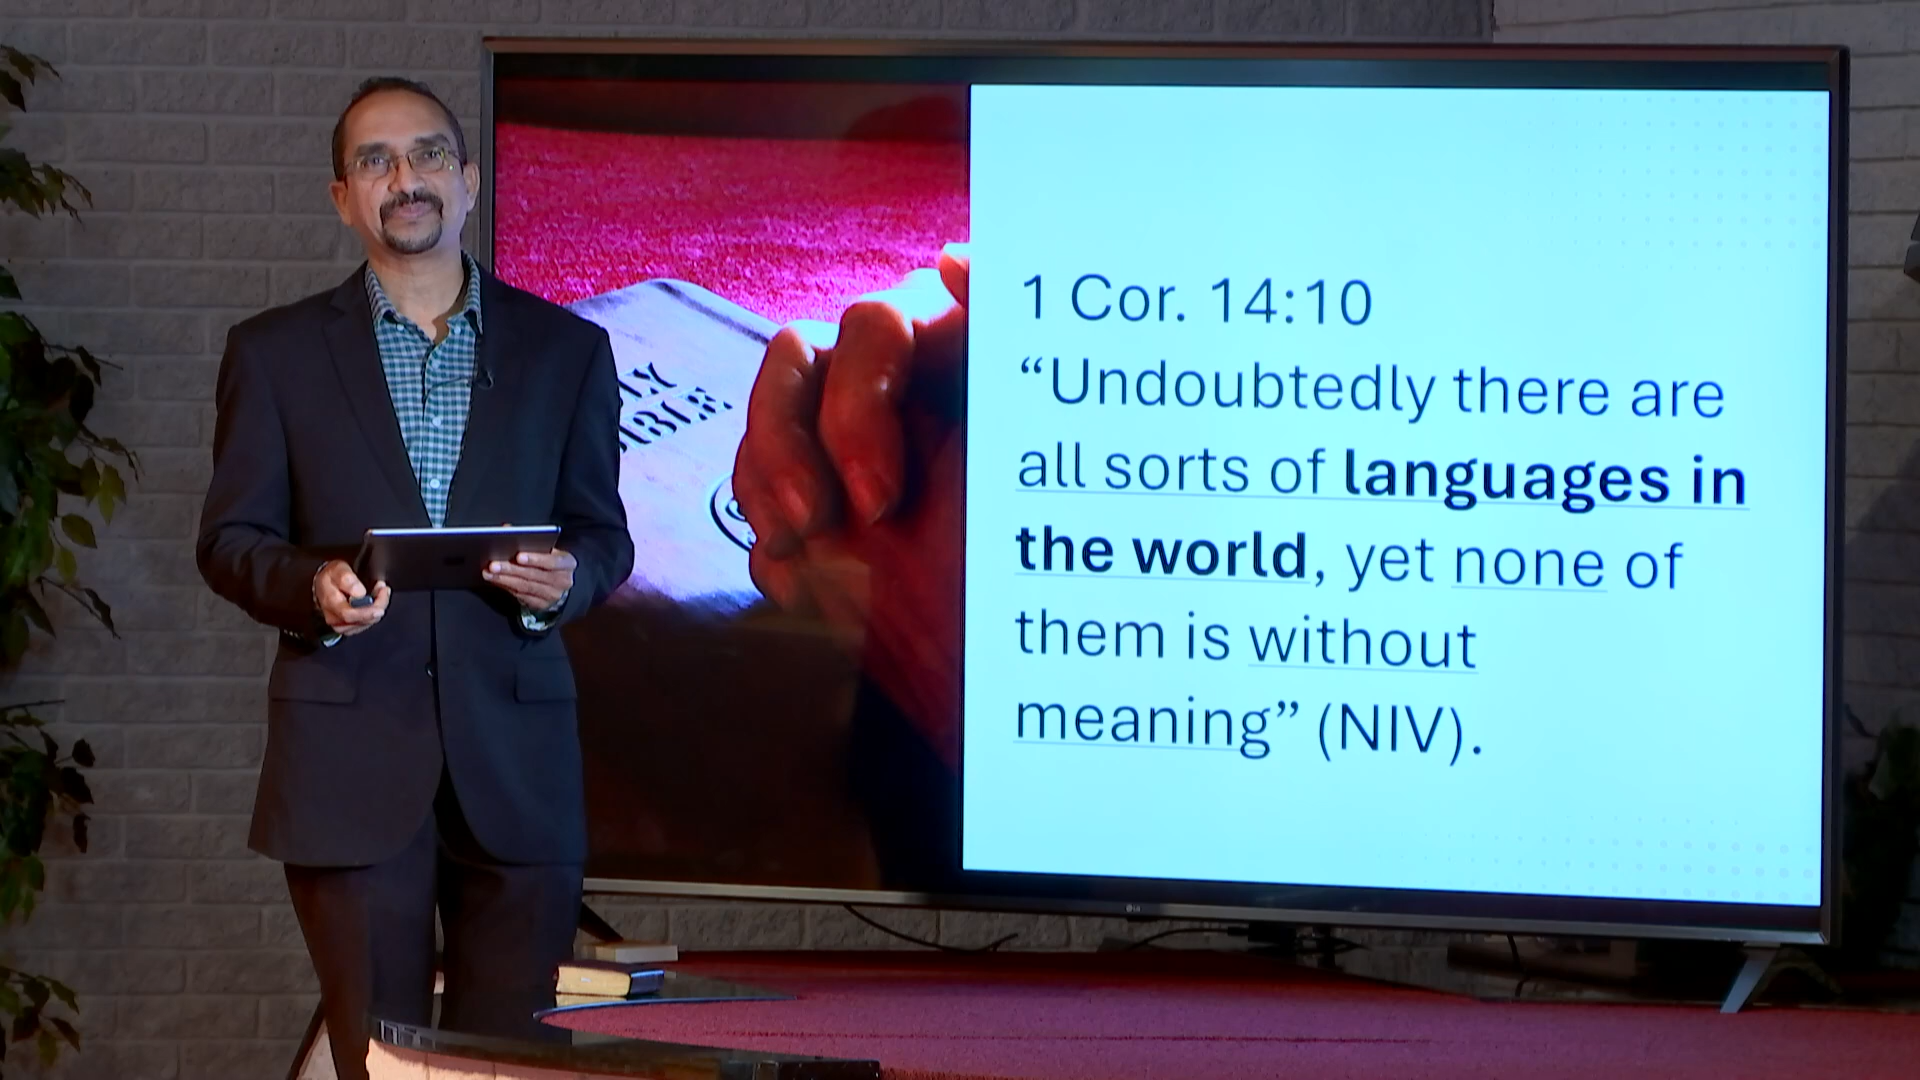 1 Cor. 14:10
“Undoubtedly there are
all sorts of languages in
the world, yet none of
them is without
meaning” (NIV).
LG